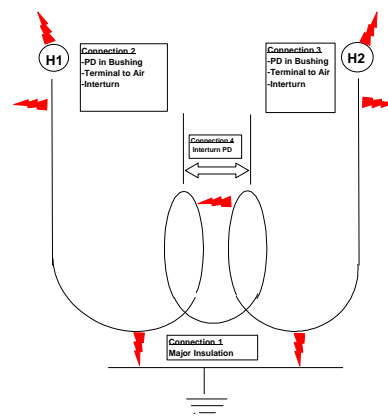 H1
Connection 2
-PD in Bushing
-Terminal to Air
-Interturn
Connection 3
-PD in Bushing
-Terminal to Air
-Interturn
H2
Connection 4
Interturn PD
Connection 1
Major Insulation